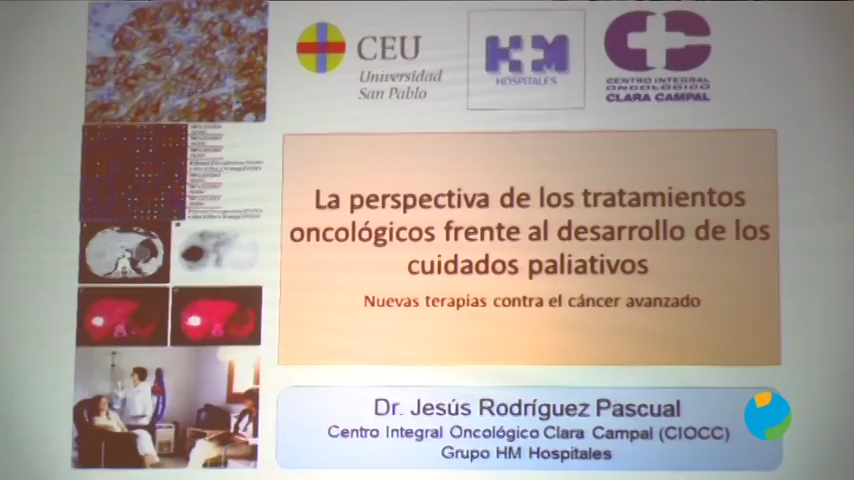 CEU
Universidad
San Pablo
HM
HOSPITALES
CENTRO INTEGRAL
ONCOLÓGICO
CLARA CAMPAL
La perspectiva de los tratamientos
oncológicos frente al desarrollo de los
cuidados paliativos
Nuevas terapias contra el cáncer avanzado
Dr. Jesús Rodríguez Pascual
Centro Integral Oncológico Clara Campal (CIOCC)
Grupo HM Hospitales